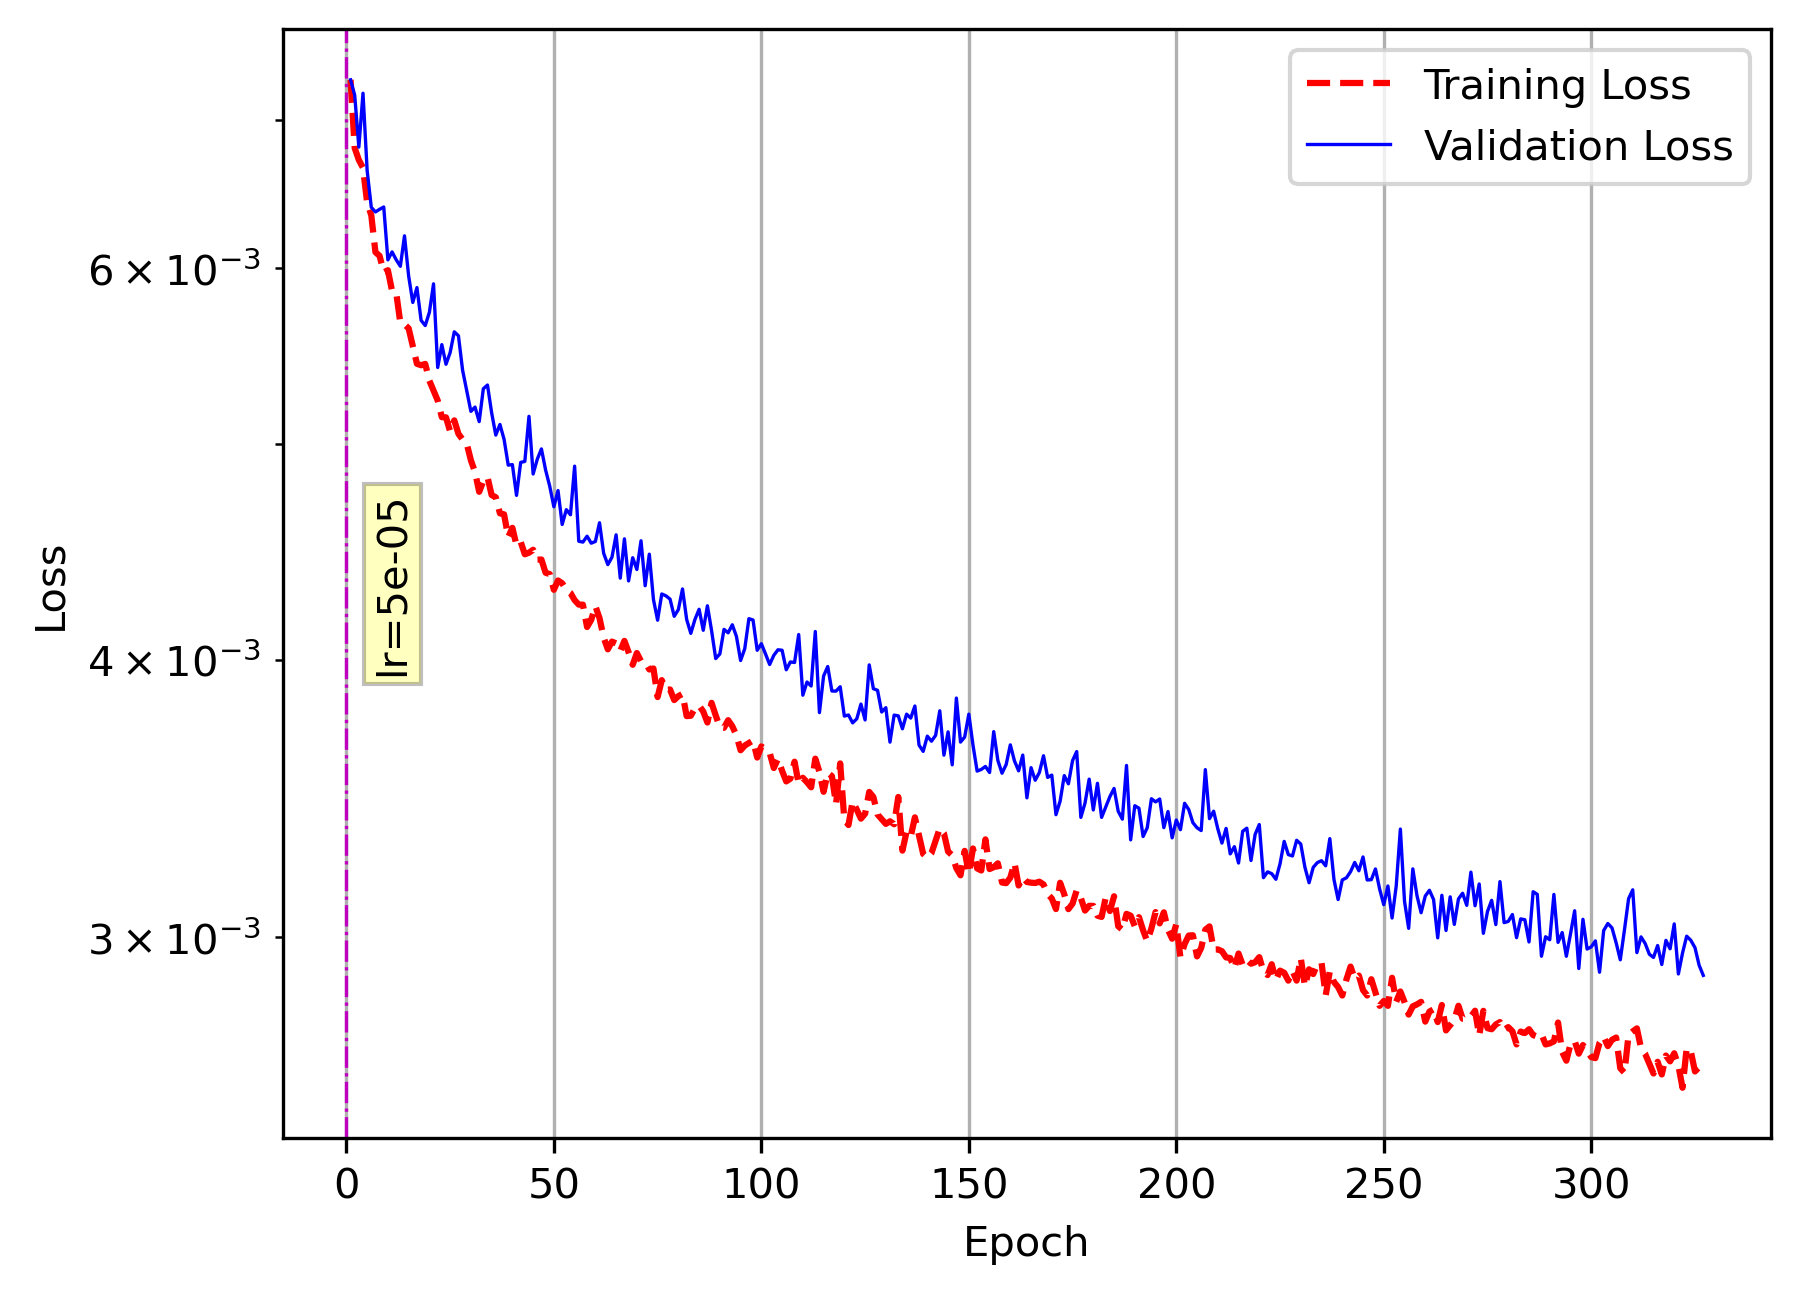 Training Loss
Validation Loss
6 × 10⁻³
4 × 10⁻³
3 × 10⁻³
Loss
lr=5e-05
0 50 100 150 200 250 300
Epoch